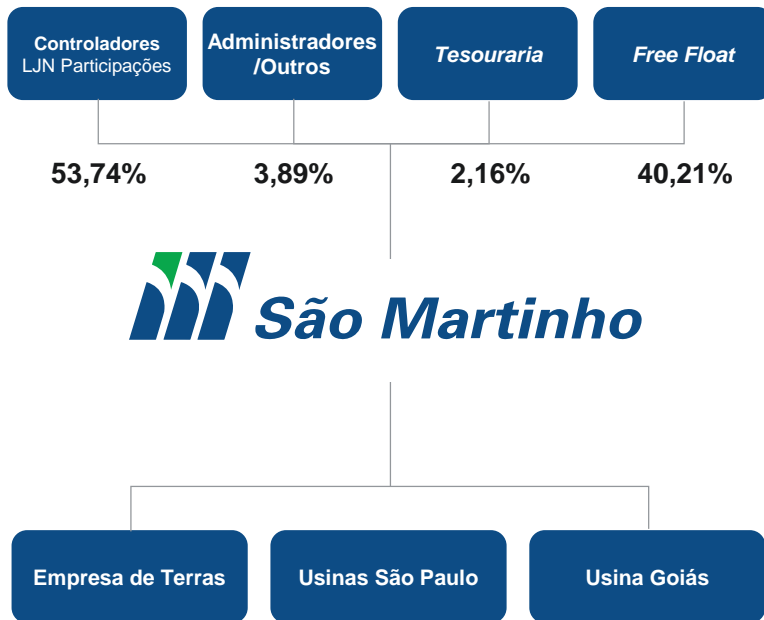 Controladores
LJN Participações
Administradores
/Outros
Tesouraria
Free Float
53,74%
3,89%
2,16%
40,21%
São Martinho
Empresa de Terras
Usinas São Paulo
Usina Goiás